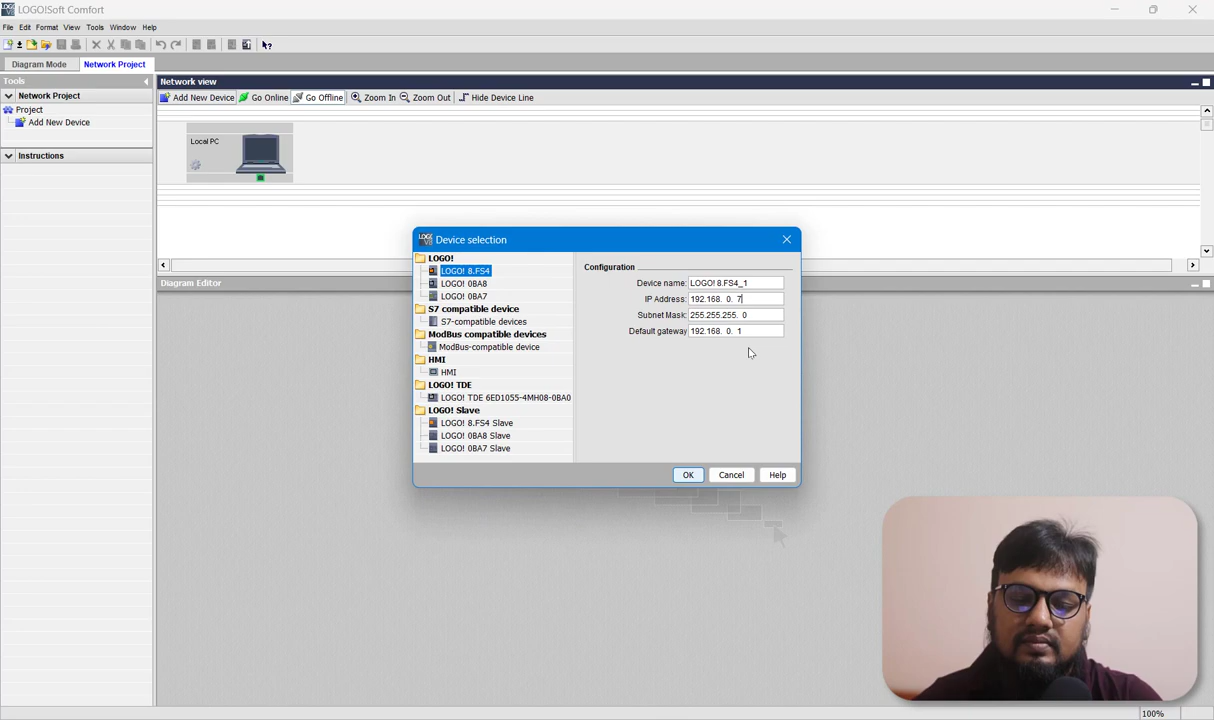 LOGO!Soft Comfort
File Edit Format View Tools Window Help
Diagram Mode Network Project
Tools
Network Project
Project
Add New Device
Instructions
Network view
Add New Device Go Online Go Offline Zoom In Zoom Out Hide Device Line
Local PC
Diagram Editor
Device selection
LOGO!
LOGO! 8.FS4
LOGO! 0BA8
LOGO! 0BA7
S7 compatible device
S7-compatible devices
ModBus compatible devices
ModBus-compatible device
HMI
HMI
LOGO! TDE
LOGO! TDE 6ED1055-4MH08-0BA0
LOGO! Slave
LOGO! 8.FS4 Slave
LOGO! 0BA8 Slave
LOGO! 0BA7 Slave
Configuration
Device name: LOGO! 8.FS4_1
IP Address: 192.168. 0. 7
Subnet Mask: 255.255.255. 0
Default gateway 192.168. 0. 1
OK Cancel Help
100%